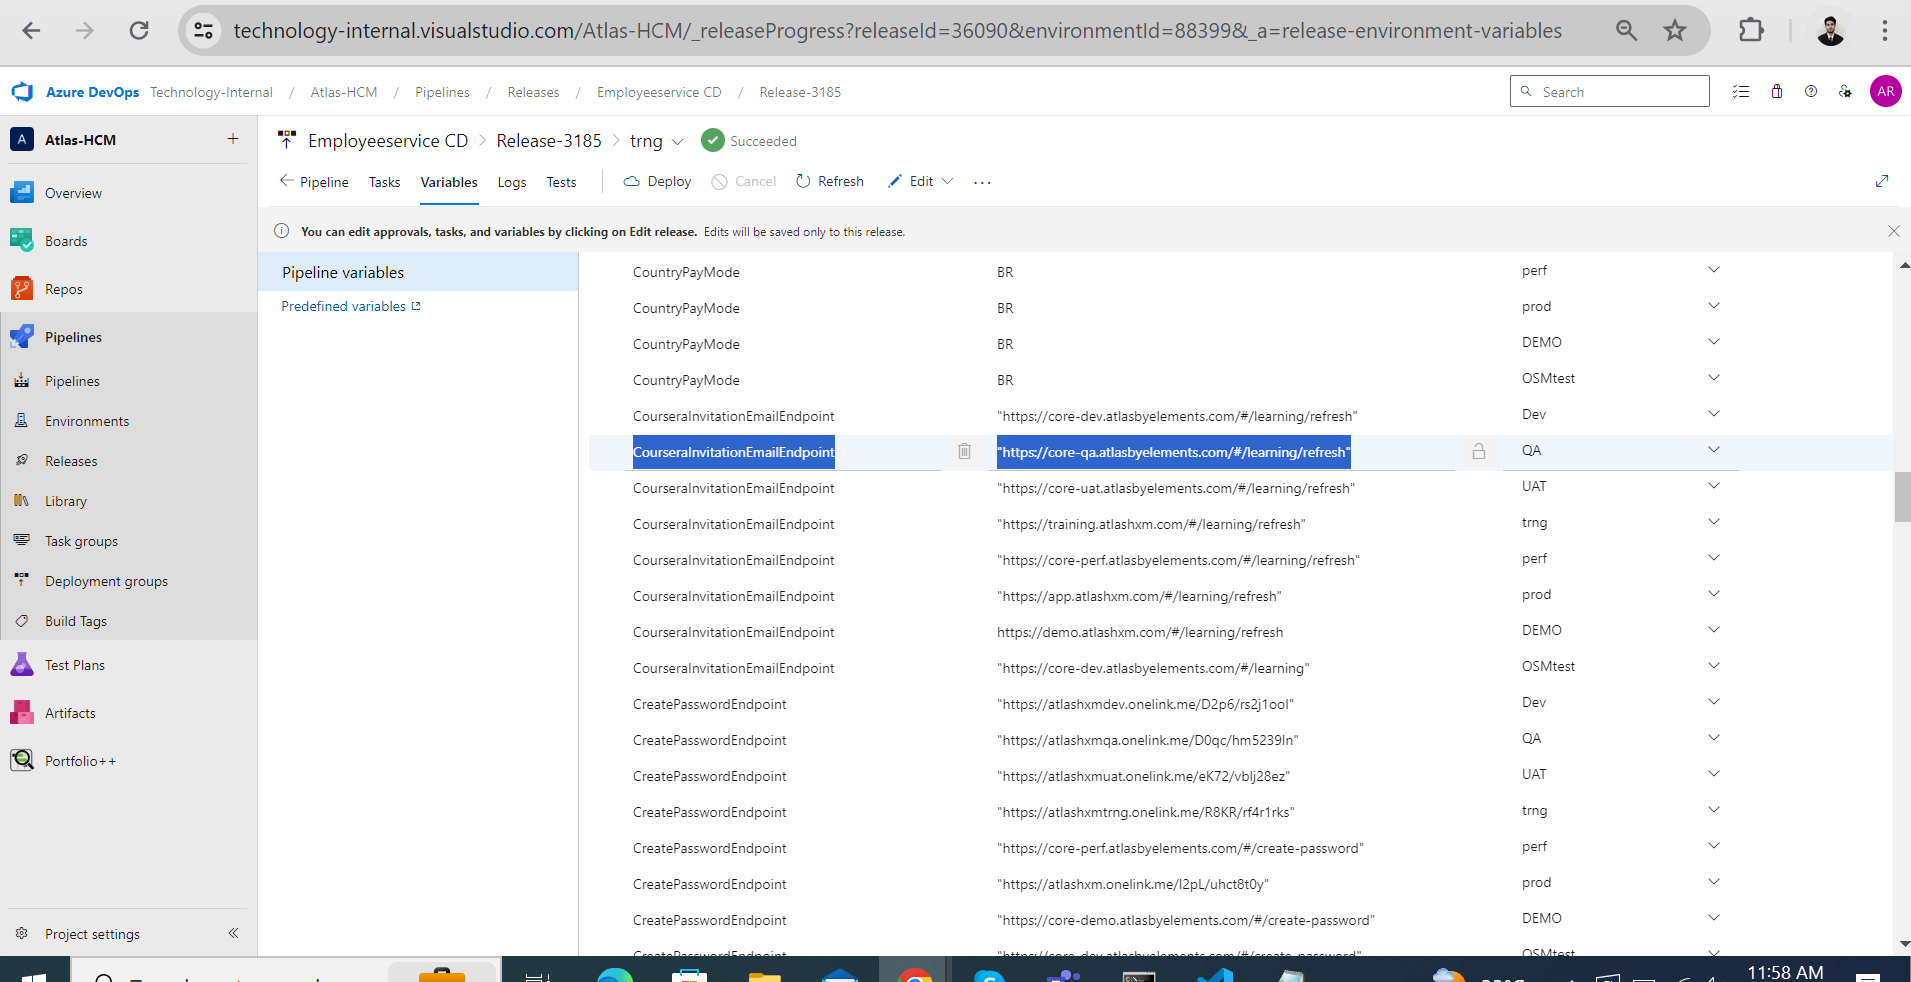 technology-internal.visualstudio.com/Atlas-HCM/_releaseProgress?releaseId=36090&environmentId=88399&_a=release-environment-variables
Azure DevOps Technology-Internal / Atlas-HCM / Pipelines / Releases / Employeeservice CD / Release-3185
Search
AR
A Atlas-HCM
Employeeservice CD > Release-3185 > trng Succeeded
Pipeline Tasks Variables Logs Tests Deploy Cancel Refresh Edit ...
You can edit approvals, tasks, and variables by clicking on Edit release. Edits will be saved only to this release.
Overview
Boards
Repos
Pipelines
Pipelines
Environments
Releases
Library
Task groups
Deployment groups
Build Tags
Test Plans
Artifacts
Portfolio++
Project settings
Pipeline variables
Predefined variables
CountryPayMode BR perf
CountryPayMode BR prod
CountryPayMode BR DEMO
CountryPayMode BR OSMtest
CourseraInvitationEmailEndpoint "https://core-dev.atlasbyelements.com/#/learning/refresh" Dev
CourseraInvitationEmailEndpoint "https://core-qa.atlasbyelements.com/#/learning/refresh" QA
CourseraInvitationEmailEndpoint "https://core-uat.atlasbyelements.com/#/learning/refresh" UAT
CourseraInvitationEmailEndpoint "https://training.atlashxm.com/#/learning/refresh" trng
CourseraInvitationEmailEndpoint "https://core-perf.atlasbyelements.com/#/learning/refresh" perf
CourseraInvitationEmailEndpoint "https://app.atlashxm.com/#/learning/refresh" prod
CourseraInvitationEmailEndpoint https://demo.atlashxm.com/#/learning/refresh DEMO
CourseraInvitationEmailEndpoint "https://core-dev.atlasbyelements.com/#/learning" OSMtest
CreatePasswordEndpoint "https://atlashxmdev.onelink.me/D2p6/rs2j1ool" Dev
CreatePasswordEndpoint "https://atlashxmqa.onelink.me/D0qc/hm5239ln" QA
CreatePasswordEndpoint "https://atlashxmuat.onelink.me/eK72/vblj28ez" UAT
CreatePasswordEndpoint "https://atlashxmtrng.onelink.me/R8KR/rf4r1rks" trng
CreatePasswordEndpoint "https://core-perf.atlasbyelements.com/#/create-password" perf
CreatePasswordEndpoint "https://atlashxm.onelink.me/l2pL/uhct8t0y" prod
CreatePasswordEndpoint "https://core-demo.atlasbyelements.com/#/create-password" DEMO
CreatePasswordEndpoint "https://core-dev.atlasbyelements.com/#/create-password" OSMtest
11:58 AM